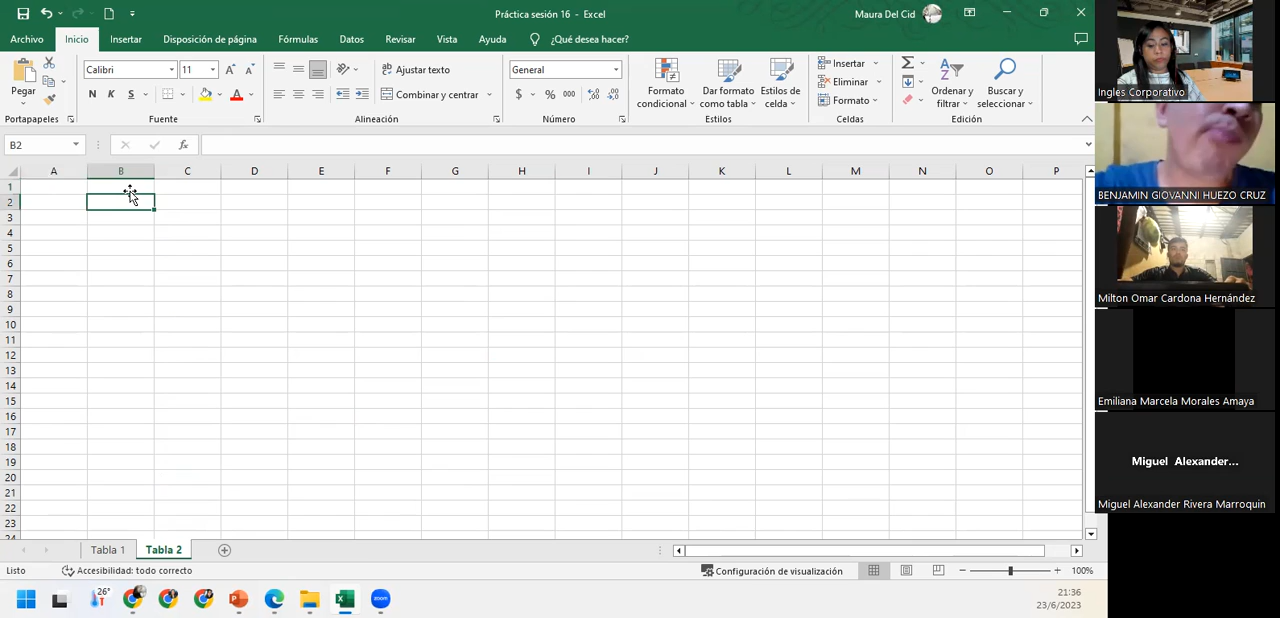 Práctica sesión 16 - Excel
Maura Del Cid
Archivo Inicio Insertar Disposición de página Fórmulas Datos Revisar Vista Ayuda ¿Qué desea hacer?
Pegar
Calibri 11
N K S A
Ajustar texto
Combinar y centrar
General
$ % 000
Formato condicional
Dar formato como tabla
Estilos de celda
Insertar
Eliminar
Formato
Ordenar y filtrar
Buscar y seleccionar
Portapapeles Fuente Alineación Número Estilos Celdas Edición
B2 fx
A B C D E F G H I J K L M N O P
1
2
3
4
5
6
7
8
9
10
11
12
13
14
15
16
17
18
19
20
21
22
23
24
Tabla 1 Tabla 2
Listo Accesibilidad: todo correcto Configuración de visualización 100%
26° zoom
21:36
23/6/2023
Ingles Corporativo
BENJAMIN GIOVANNI HUEZO CRUZ
Milton Omar Cardona Hernández
Emiliana Marcela Morales Amaya
Miguel Alexander...
Miguel Alexander Rivera Marroquin